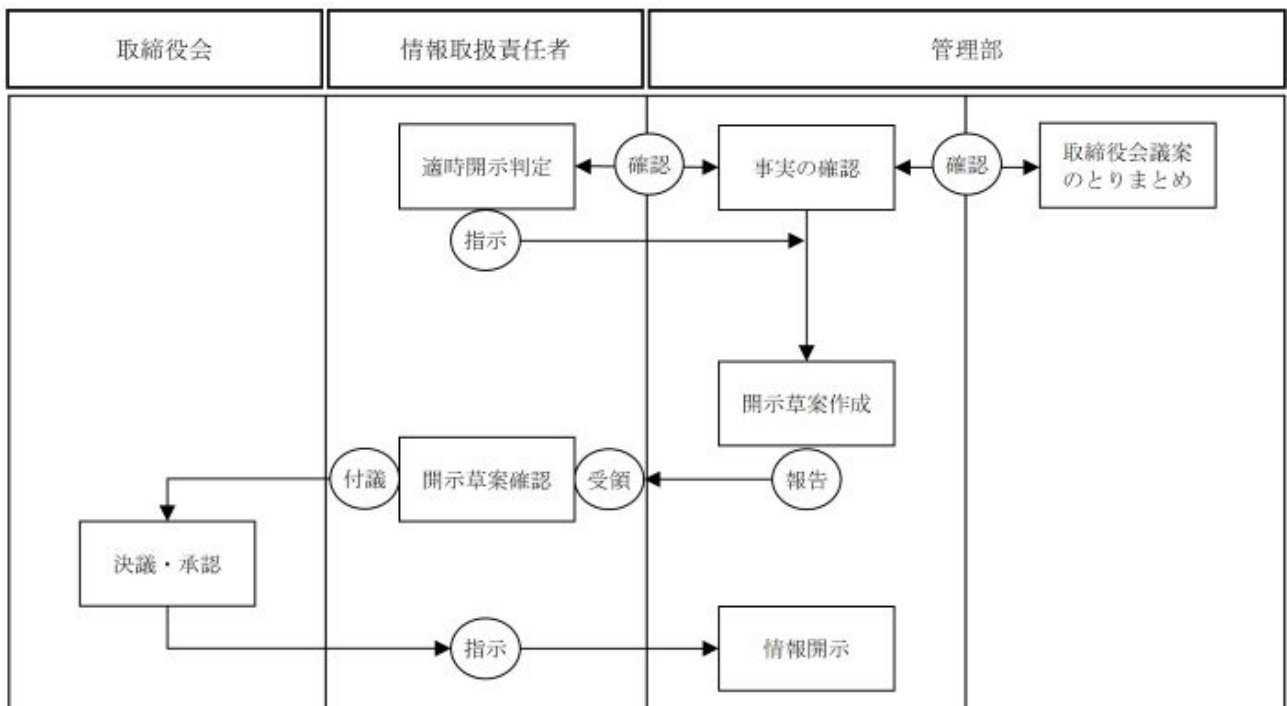 取締役会
情報取扱責任者
管理部
適時開示判定
確認
事実の確認
確認
取締役会議案
のとりまとめ
指示
開示草案作成
付議
開示草案確認
受領
報告
決議・承認
指示
情報開示